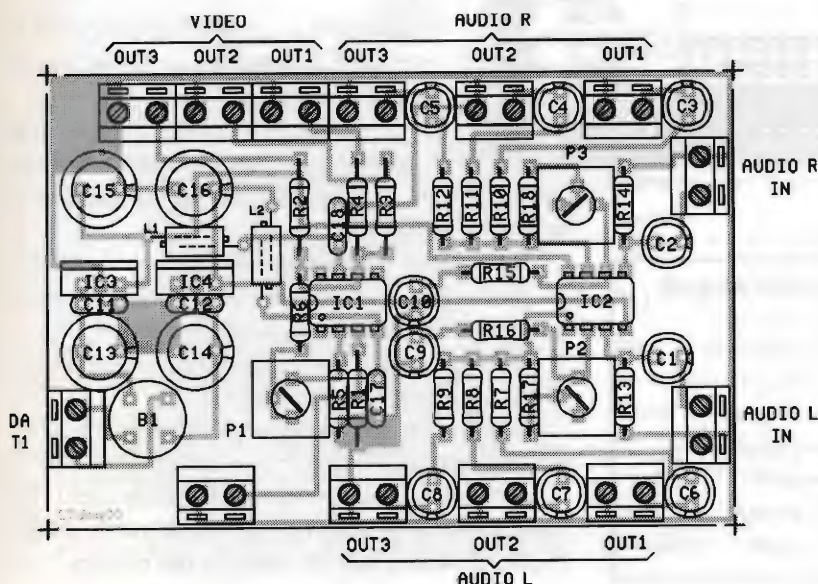 VIDEO AUDIO R
OUT3 OUT2 OUT1 OUT3 OUT2 OUT1
C5 C4 C3
P3
AUDIO R
IN
C15 C16 R2 R4 R3 R12 R11 R10 R18 R14
L1 L2 C18 C2
IC3 IC4 R15
C11 C12 R6 IC1 C10 IC2
R16
C13 C14 C9 P2 C1
DA
T1
B1 P1 R5 R1 C17 R9 R8 R7 R17 R13
AUDIO L
IN
C8 C7 C6
OUT3 OUT2 OUT1
AUDIO L